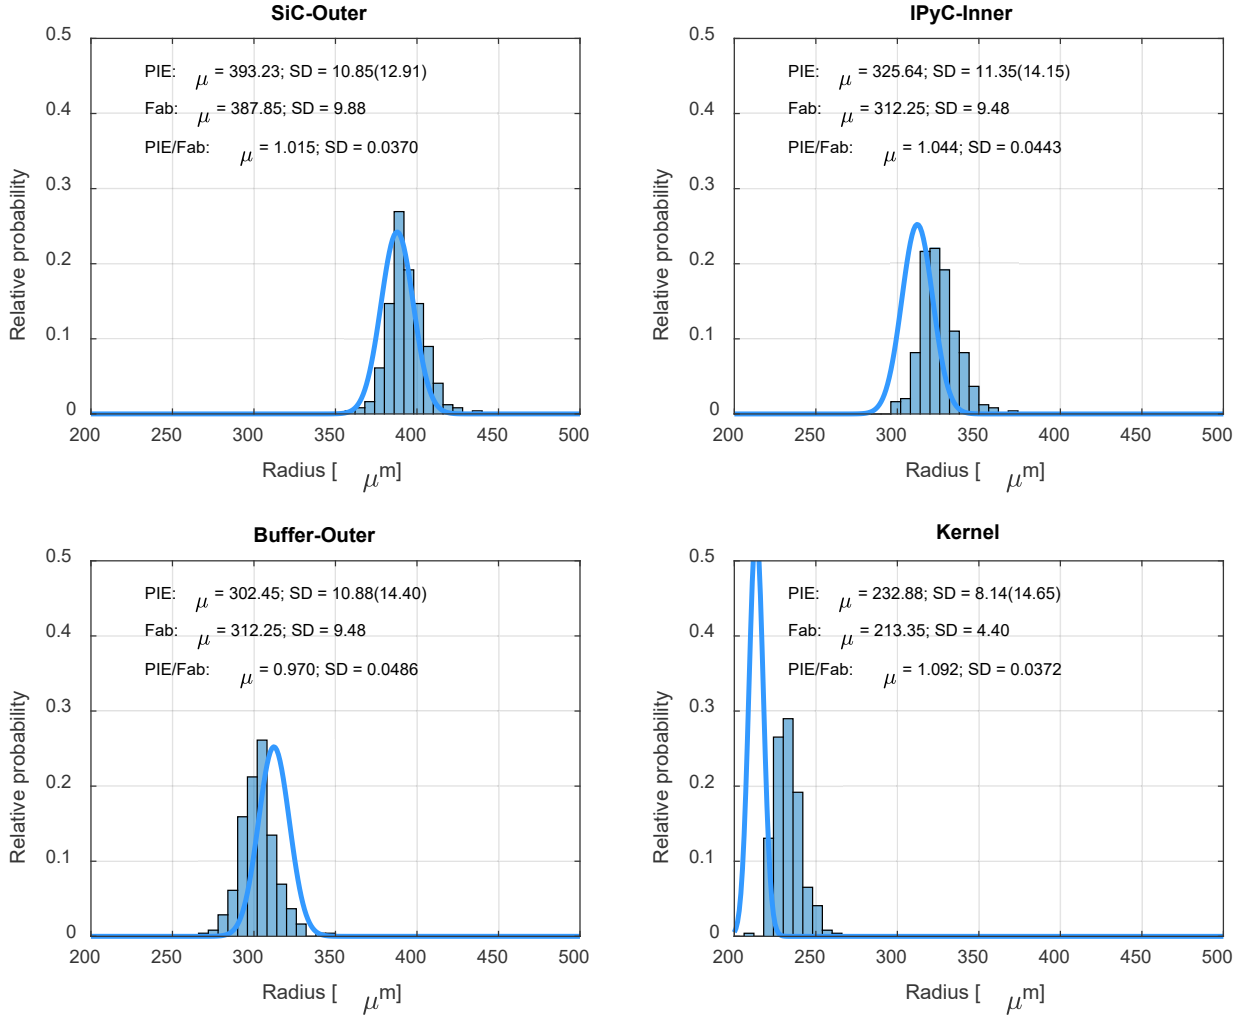 SiC-Outer
0.5
0.4
0.3
0.2
0.1
0
PIE: μ = 393.23; SD = 10.85(12.91)
Fab: μ = 387.85; SD = 9.88
PIE/Fab: μ = 1.015; SD = 0.0370
Relative probability
200 300 350 400 450 500
Radius [ μm]
IPyC-Inner
0.5
0.4
0.3
0.2
0.1
0
PIE: μ = 325.64; SD = 11.35(14.15)
Fab: μ = 312.25; SD = 9.48
PIE/Fab: μ = 1.044; SD = 0.0443
Relative probability
200 250 300 350 400 450 500
Radius [ μm]
Buffer-Outer
0.5
0.4
0.3
0.2
0.1
0
PIE: μ = 302.45; SD = 10.88(14.40)
Fab: μ = 312.25; SD = 9.48
PIE/Fab: μ = 0.970; SD = 0.0486
Relative probability
200 250 300 350 400 450 500
Radius [ μm]
Kernel
0.5
0.4
0.3
0.2
0.1
0
PIE: μ = 232.88; SD = 8.14(14.65)
Fab: μ = 213.35; SD = 4.40
PIE/Fab: μ = 1.092; SD = 0.0372
Relative probability
200 250 300 350 400 450 500
Radius [ μm]